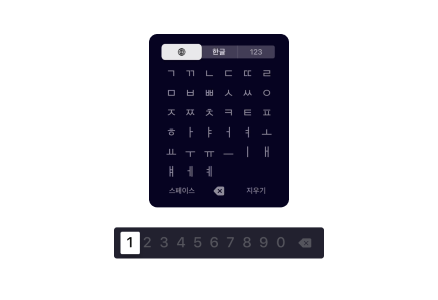 한글 123
ㄱ ㄲ ㄴ ㄷ ㄸ ㄹ
ㅁ ㅂ ㅃ ㅅ ㅆ ㅇ
ㅈ ㅉ ㅊ ㅋ ㅌ ㅍ
ㅎ ㅏ ㅑ ㅓ ㅕ ㅗ
ㅛ ㅜ ㅠ ㅡ ㅣ ㅐ
ㅒ ㅔ ㅖ
스페이스 지우기
1 2 3 4 5 6 7 8 9 0